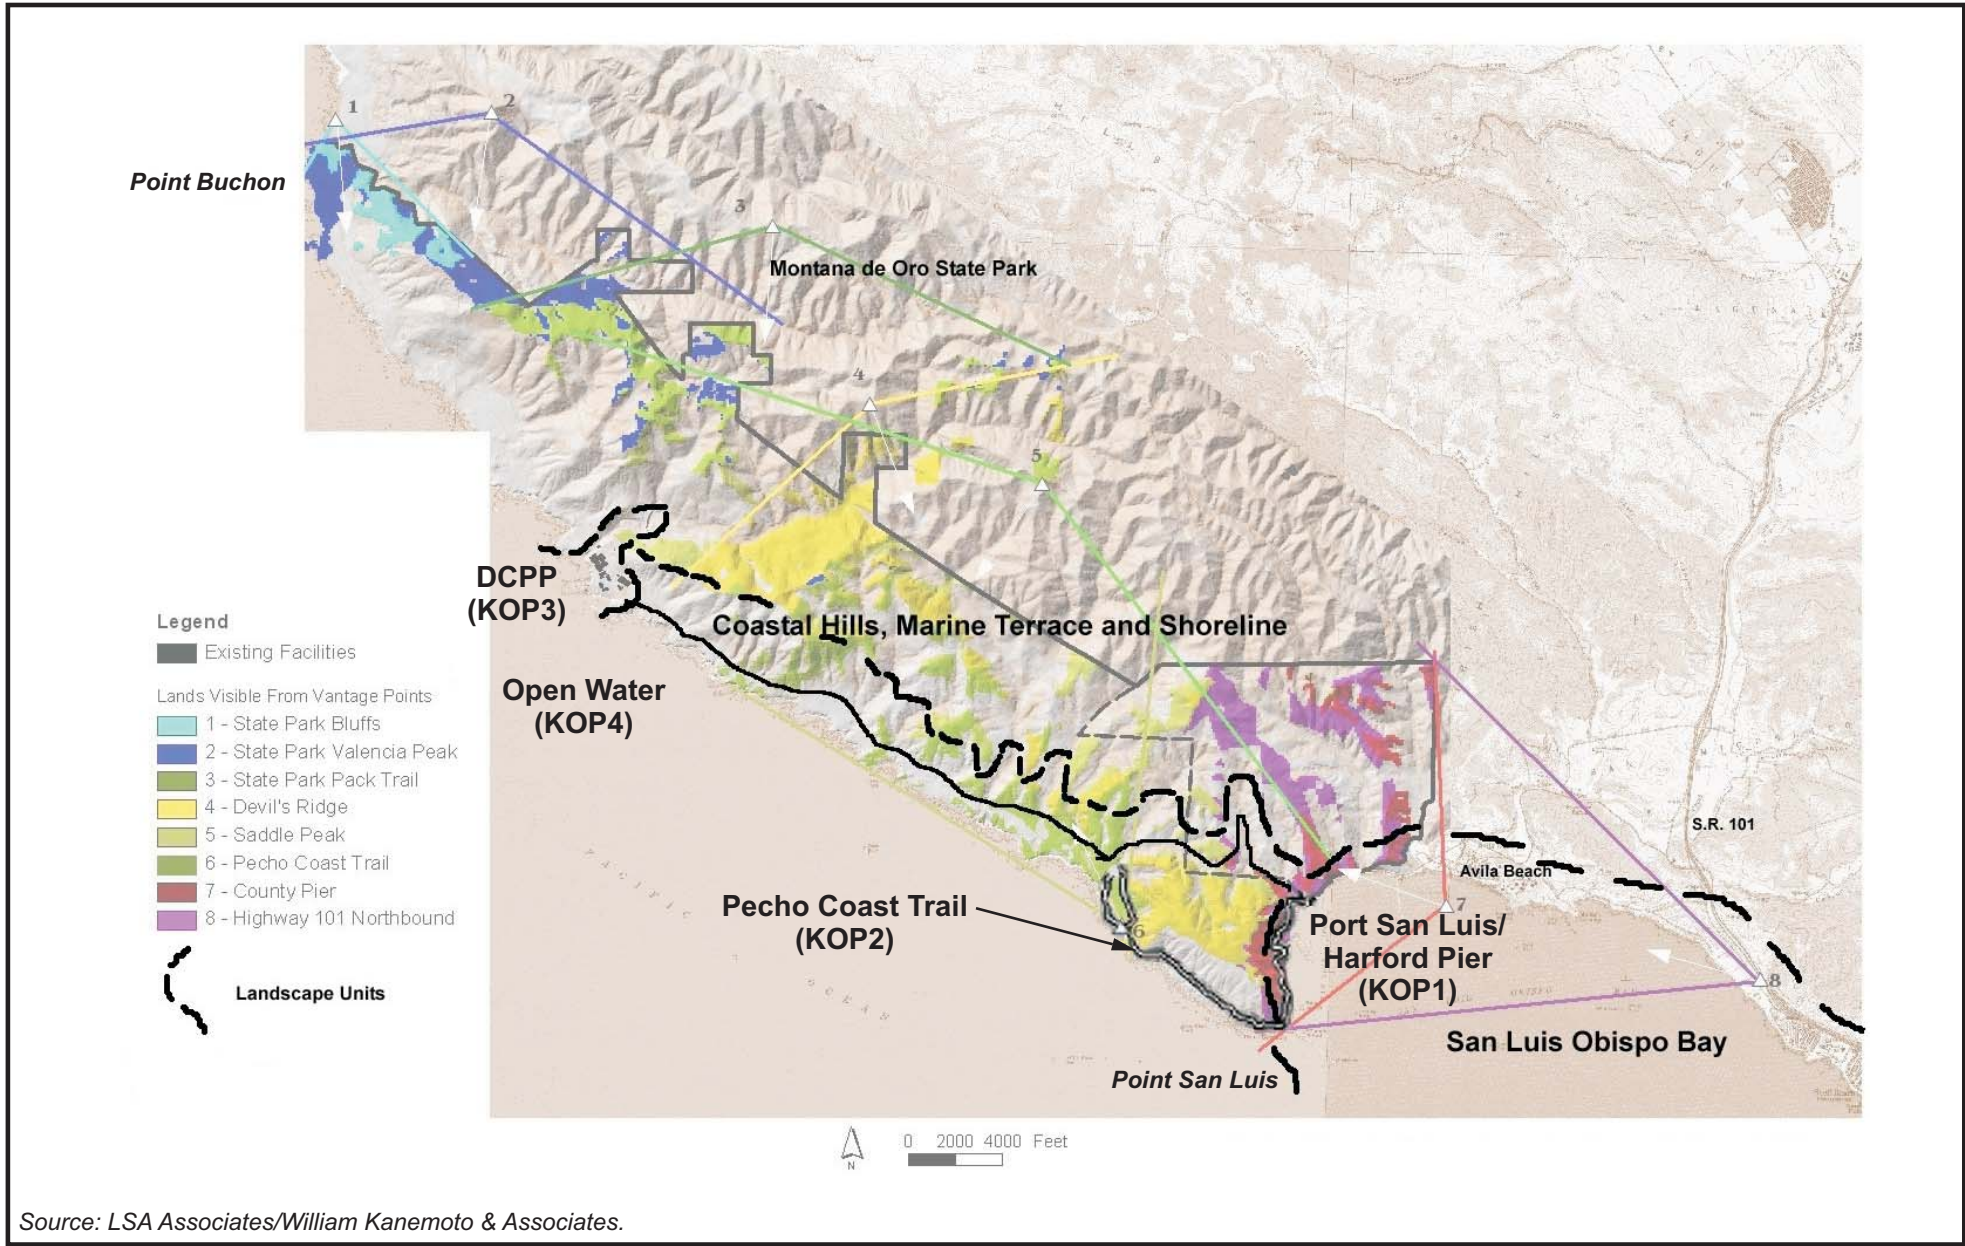 1
2
Point Buchon
3
Montana de Oro State Park
4
5
DCPP
(KOP3)
Coastal Hills, Marine Terrace and Shoreline
Legend
Existing Facilities
Open Water
(KOP4)
Lands Visible From Vantage Points
1 - State Park Bluffs
2 - State Park Valencia Peak
3 - State Park Pack Trail
4 - Devil's Ridge
5 - Saddle Peak
6 - Pecho Coast Trail
7 - County Pier
8 - Highway 101 Northbound
Landscape Units
S.R. 101
Avila Beach
PACIFIC
OCEAN
Pecho Coast Trail
(KOP2)
6
7
Port San Luis/
Harford Pier
(KOP1)
8
San Luis Obispo Bay
Point San Luis
N
0 2000 4000 Feet
Source: LSA Associates/William Kanemoto & Associates.